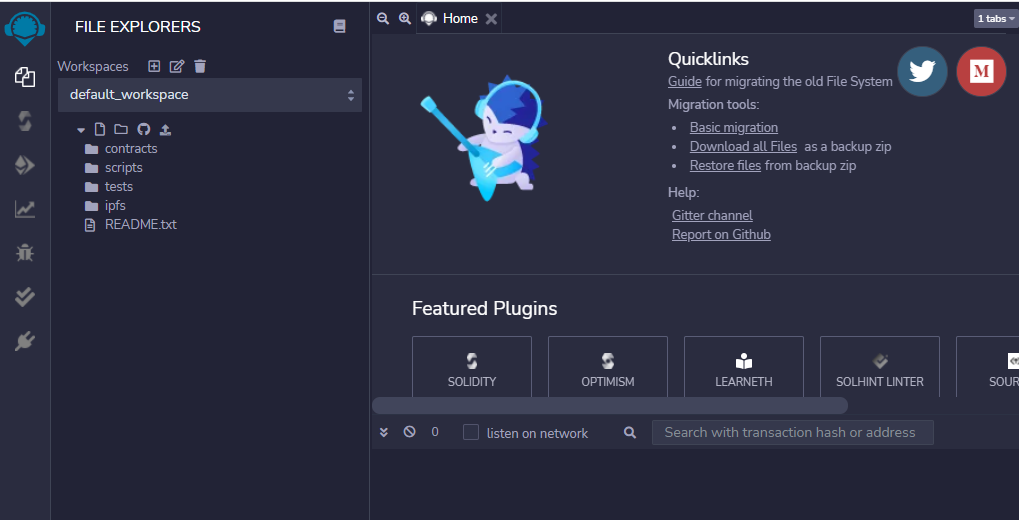 FILE EXPLORERS
Workspaces
default_workspace
contracts
scripts
tests
ipfs
README.txt
Home
1 tabs
Quicklinks
Guide for migrating the old File System
Migration tools:
Basic migration
Download all Files as a backup zip
Restore files from backup zip
Help:
Gitter channel
Report on Github
M
Featured Plugins
SOLIDITY
OPTIMISM
LEARNETH
SOLHINT LINTER
SOUR
0
listen on network
Search with transaction hash or address